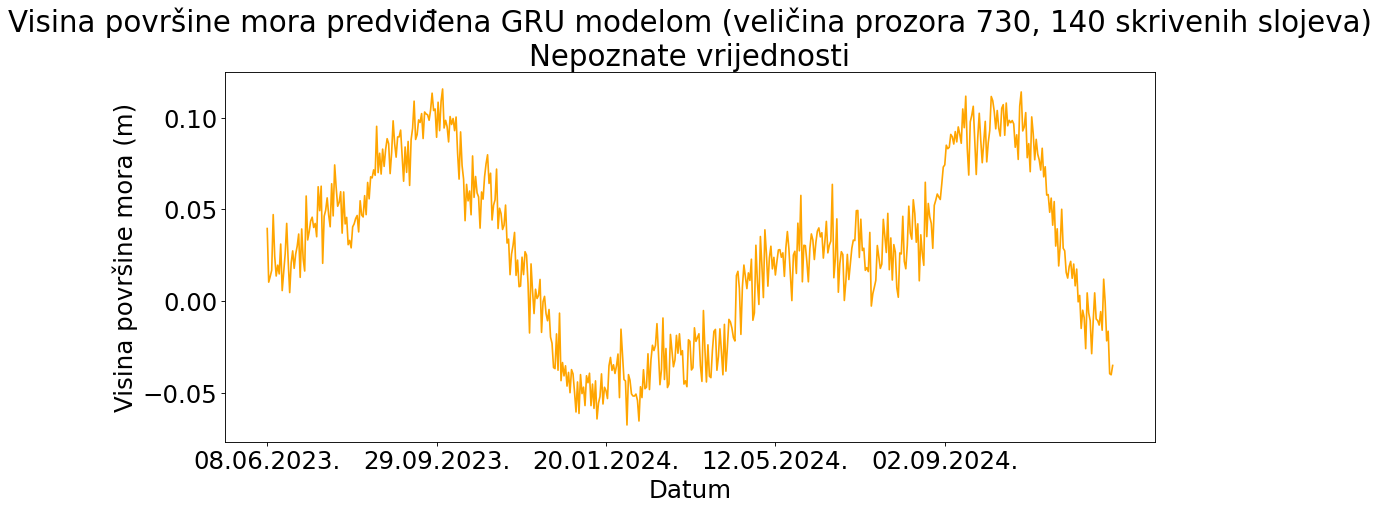 Visina površine mora predviđena GRU modelom (veličina prozora 730, 140 skrivenih slojeva)
Nepoznate vrijednosti
Visina površine mora (m)
0.10
0.05
0.00
−0.05
08.06.2023. 29.09.2023. 20.01.2024. 12.05.2024. 02.09.2024.
Datum